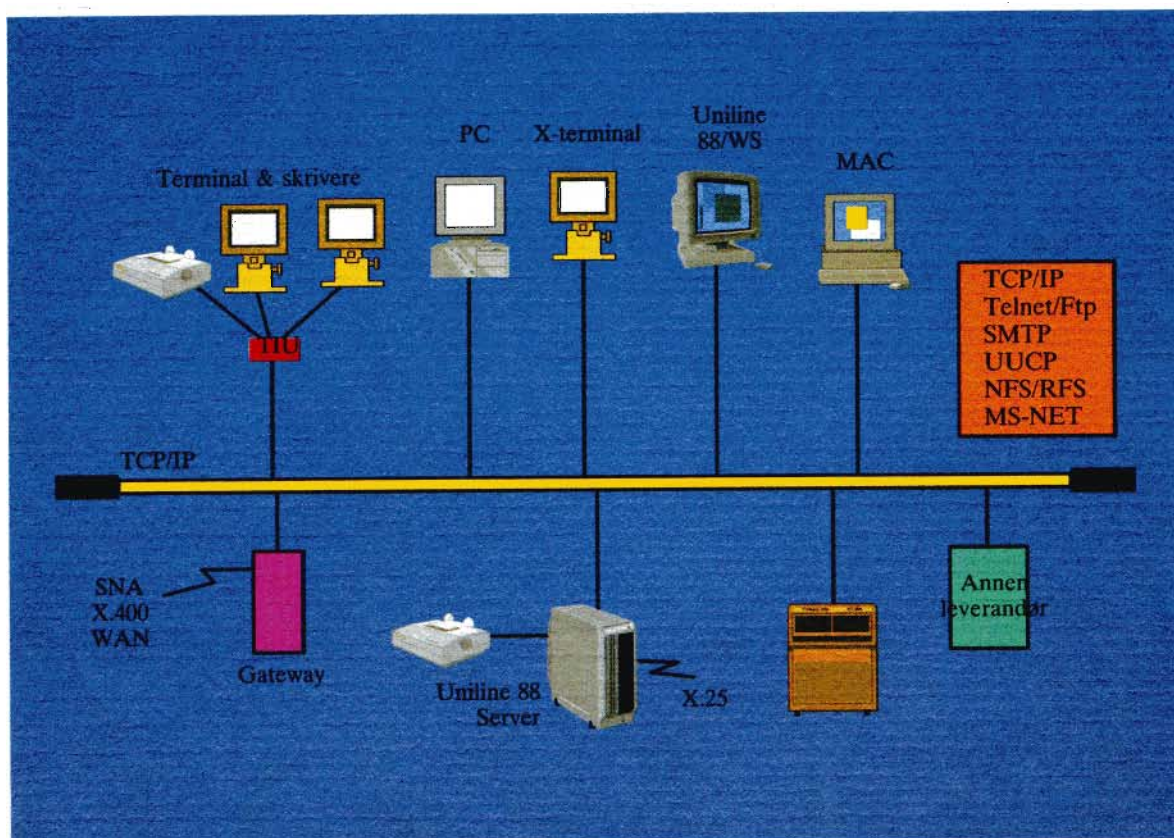 PC
X-terminal
Uniline
88/WS
MAC
Terminal & skrivere
TIU
TCP/IP
Telnet/Ftp
SMTP
UUCP
NFS/RFS
MS-NET
TCP/IP
SNA
X.400
WAN
Gateway
Uniline 88
Server
X.25
Annen
leverandør